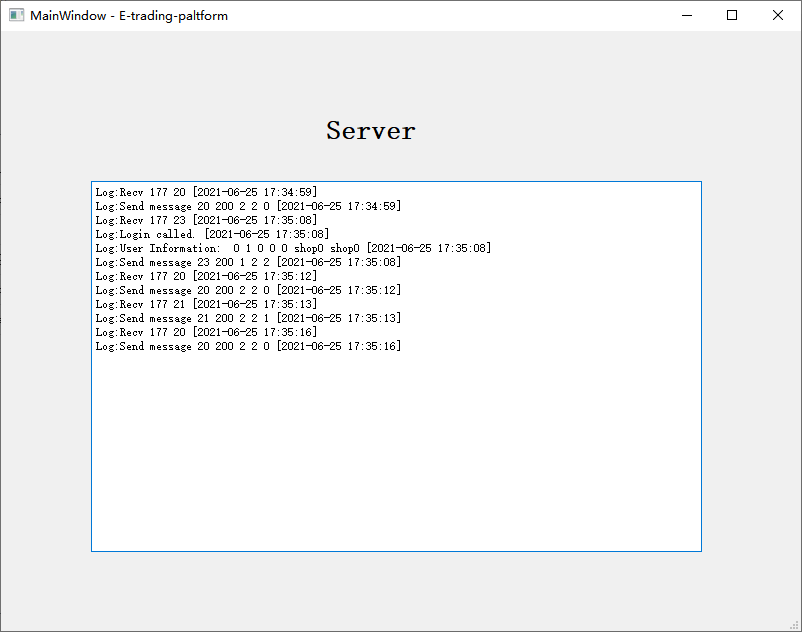 MainWindow - E-trading-paltform
Server
Log:Recv 177 20 [2021-06-25 17:34:59]
Log:Send message 20 200 2 2 0 [2021-06-25 17:34:59]
Log:Recv 177 23 [2021-06-25 17:35:08]
Log:Login called. [2021-06-25 17:35:08]
Log:User Information:  0 1 0 0 0 shop0 shop0 [2021-06-25 17:35:08]
Log:Send message 23 200 1 2 2 [2021-06-25 17:35:08]
Log:Recv 177 20 [2021-06-25 17:35:12]
Log:Send message 20 200 2 2 0 [2021-06-25 17:35:12]
Log:Recv 177 21 [2021-06-25 17:35:13]
Log:Send message 21 200 2 2 1 [2021-06-25 17:35:13]
Log:Recv 177 20 [2021-06-25 17:35:16]
Log:Send message 20 200 2 2 0 [2021-06-25 17:35:16]